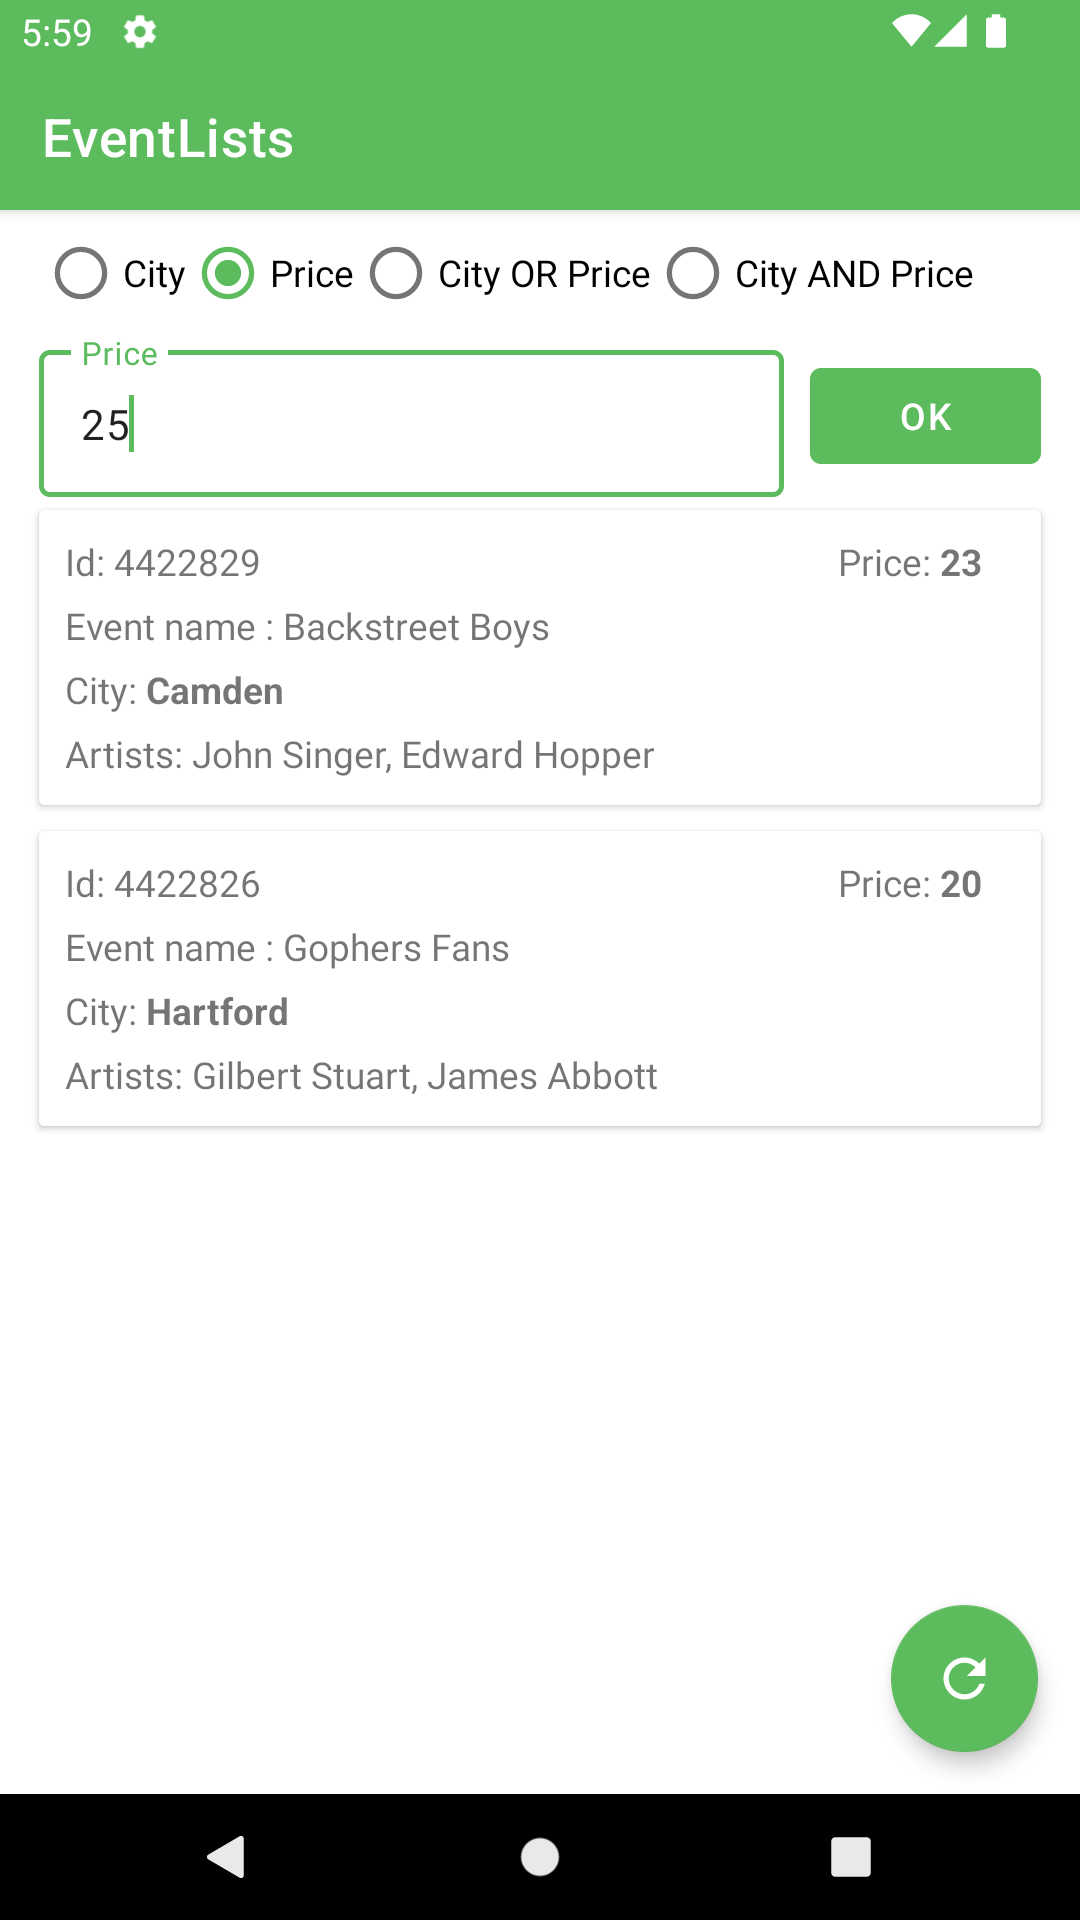 5:59
EventLists
City Price City OR Price City AND Price
Price
25
OK
Id: 4422829 Price: 23
Event name : Backstreet Boys
City: Camden
Artists: John Singer, Edward Hopper
Id: 4422826 Price: 20
Event name : Gophers Fans
City: Hartford
Artists: Gilbert Stuart, James Abbott